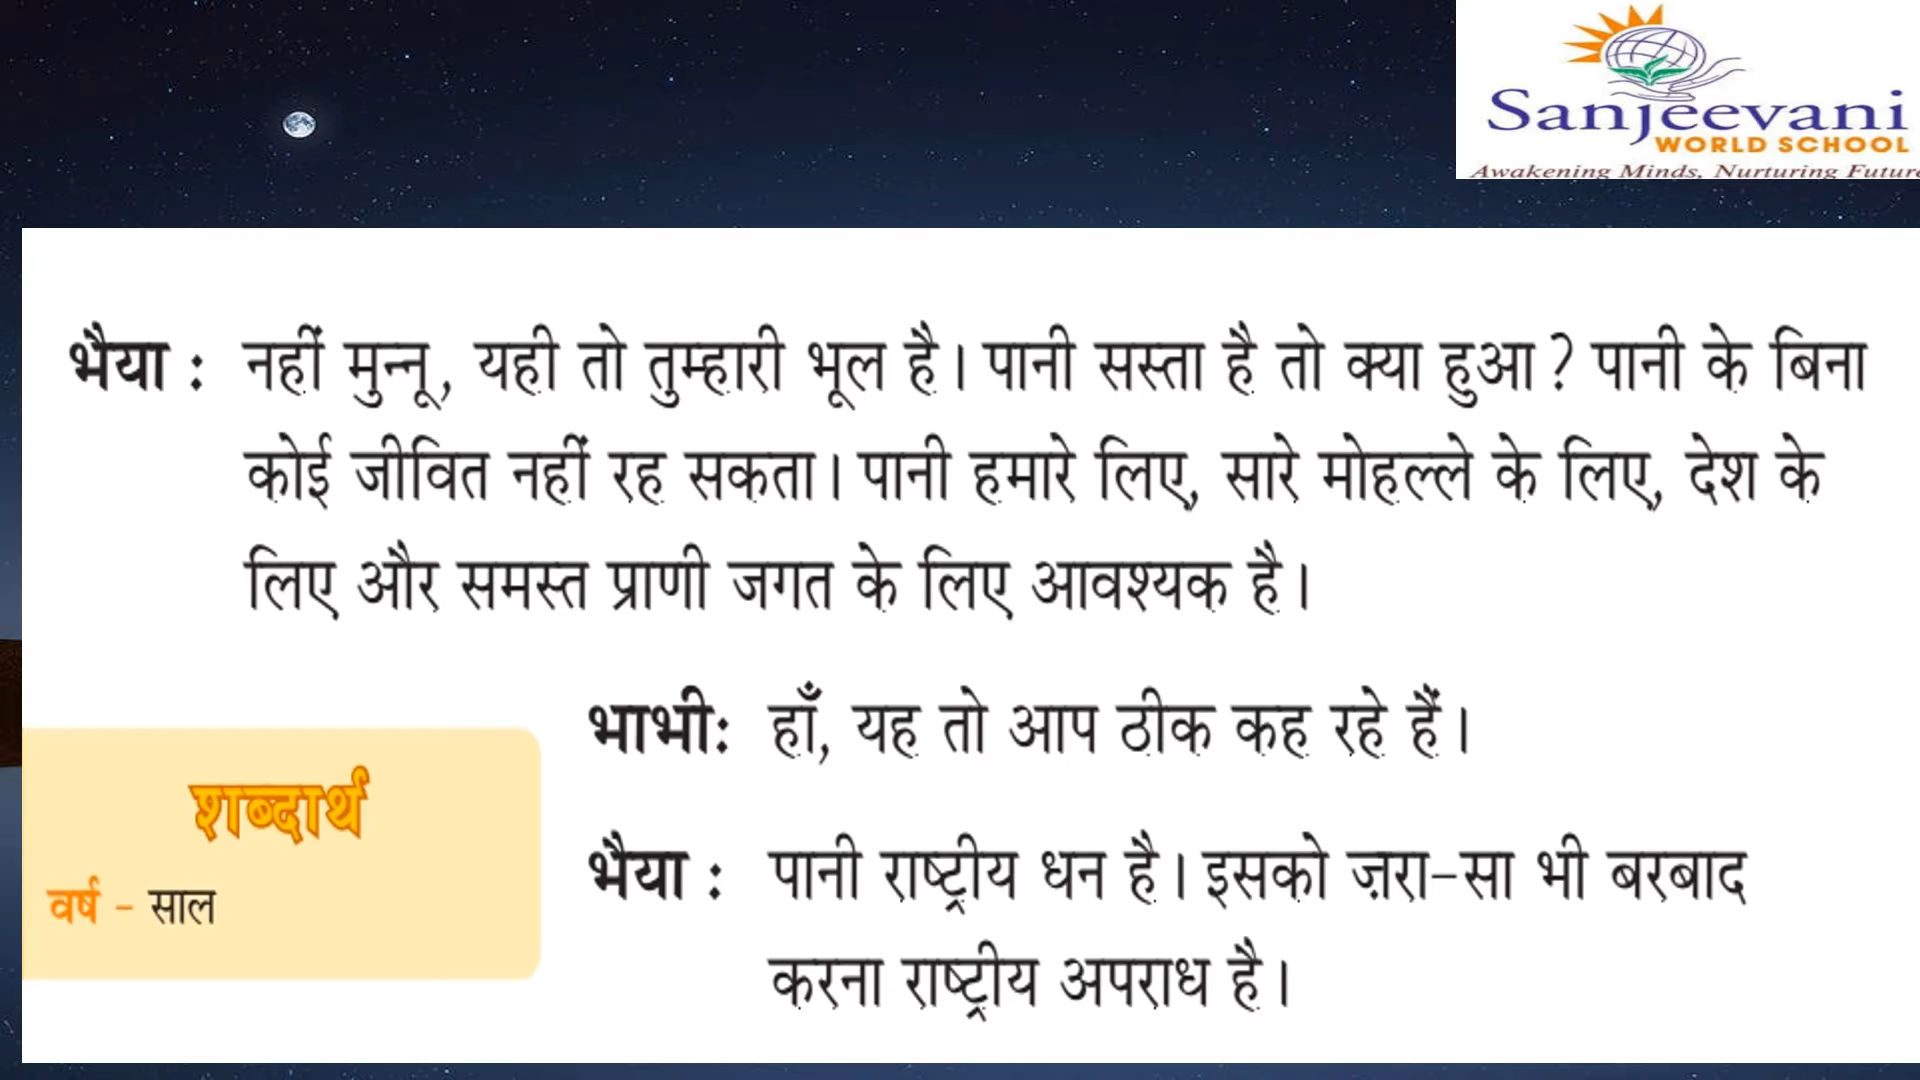 Sanjeevani
WORLD SCHOOL
Awakening Minds, Nurturing Future
भैया : नहीं मुन्नू, यही तो तुम्हारी भूल है। पानी सस्ता है तो क्या हुआ? पानी के बिना
कोई जीवित नहीं रह सकता। पानी हमारे लिए, सारे मोहल्ले के लिए, देश के
लिए और समस्त प्राणी जगत के लिए आवश्यक है।
भाभी: हाँ, यह तो आप ठीक कह रहे हैं।
शब्दार्थ
वर्ष - साल
भैया : पानी राष्ट्रीय धन है। इसको ज़रा-सा भी बरबाद
करना राष्ट्रीय अपराध है।